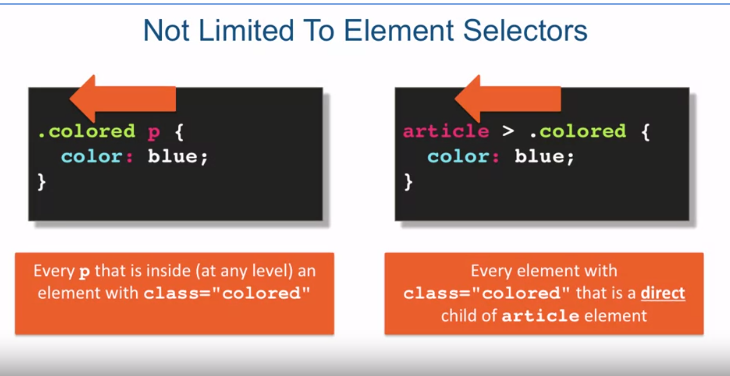 Not Limited To Element Selectors
.colored p {
color: blue;
}
article > .colored {
color: blue;
}
Every p that is inside (at any level) an
element with class="colored"
Every element with
class="colored" that is a direct
child of article element